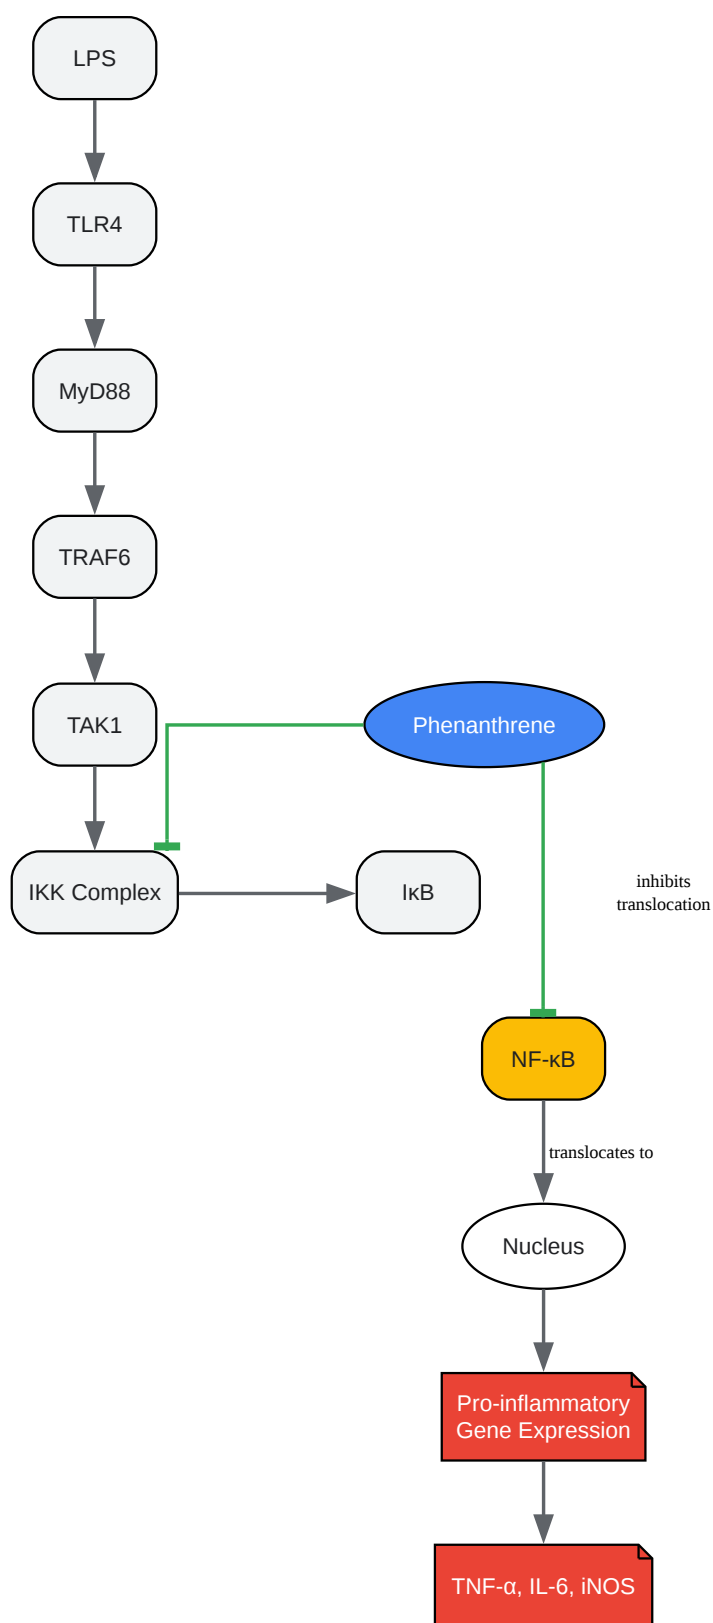 LPS
TLR4
MyD88
TRAF6
TAK1
Phenanthrene
IKK Complex
IκB
inhibits
translocation
NF-κB
translocates to
Nucleus
Pro-inflammatory
Gene Expression
TNF-α, IL-6, iNOS